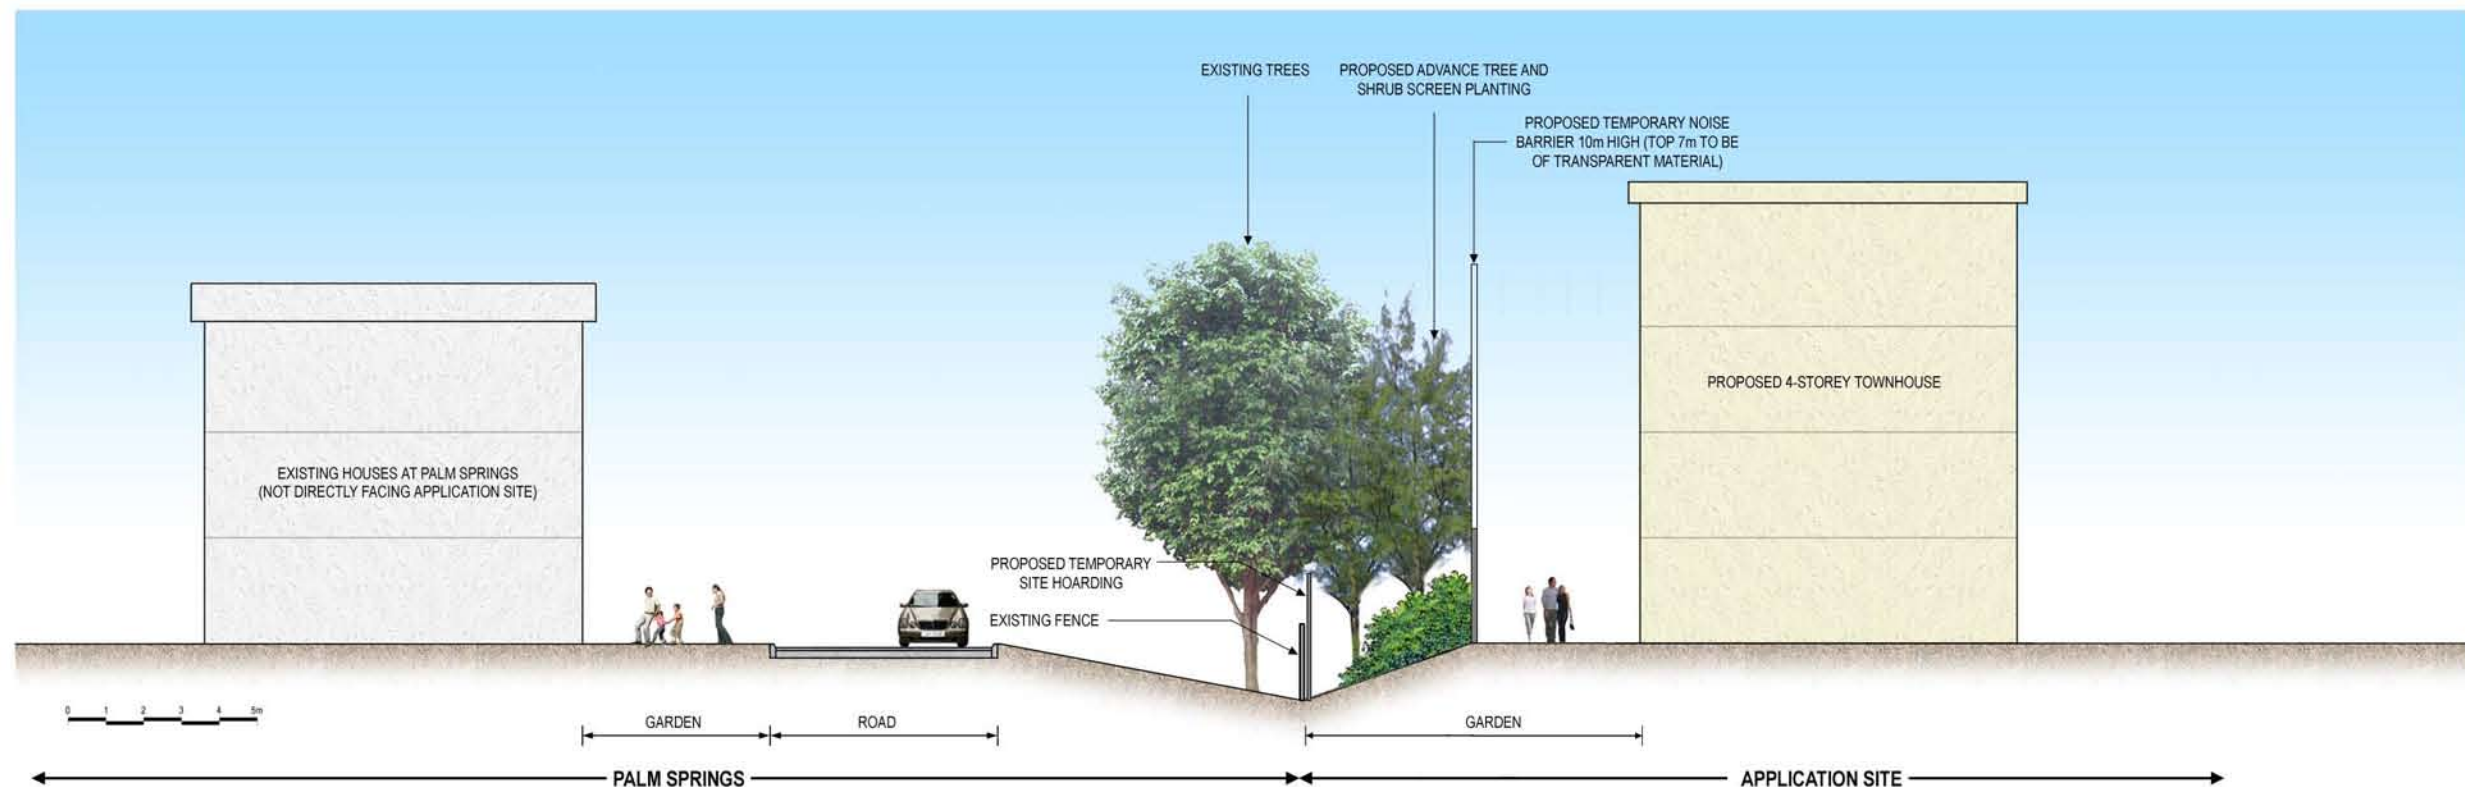 EXISTING TREES
PROPOSED ADVANCE TREE AND
SHRUB SCREEN PLANTING
PROPOSED TEMPORARY NOISE
BARRIER 10m HIGH (TOP 7m TO BE
OF TRANSPARENT MATERIAL)
PROPOSED 4-STOREY TOWNHOUSE
EXISTING HOUSES AT PALM SPRINGS
(NOT DIRECTLY FACING APPLICATION SITE)
PROPOSED TEMPORARY
SITE HOARDING
EXISTING FENCE
0 1 2 3 4 5m
GARDEN
ROAD
GARDEN
PALM SPRINGS
APPLICATION SITE